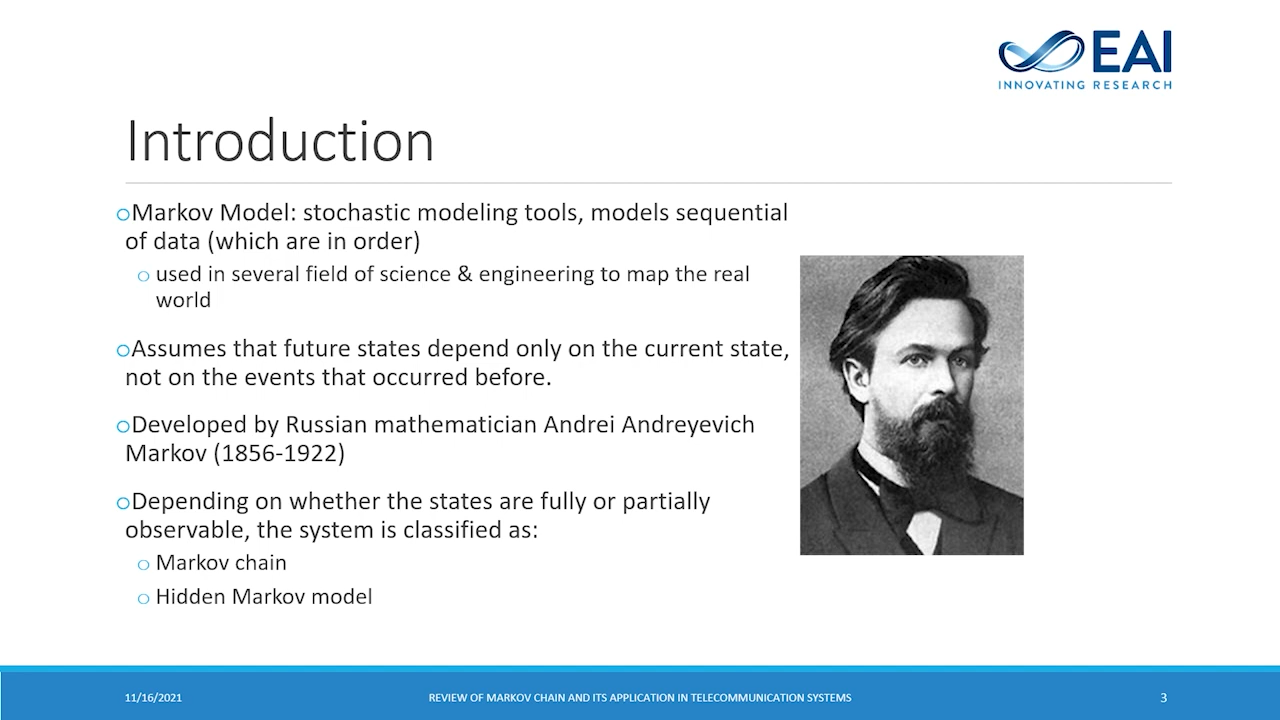 EAI
INNOVATING RESEARCH
Introduction
oMarkov Model: stochastic modeling tools, models sequential
of data (which are in order)
o used in several field of science & engineering to map the real
world
oAssumes that future states depend only on the current state,
not on the events that occurred before.
oDeveloped by Russian mathematician Andrei Andreyevich
Markov (1856-1922)
oDepending on whether the states are fully or partially
observable, the system is classified as:
o Markov chain
o Hidden Markov model
11/16/2021
REVIEW OF MARKOV CHAIN AND ITS APPLICATION IN TELECOMMUNICATION SYSTEMS
3